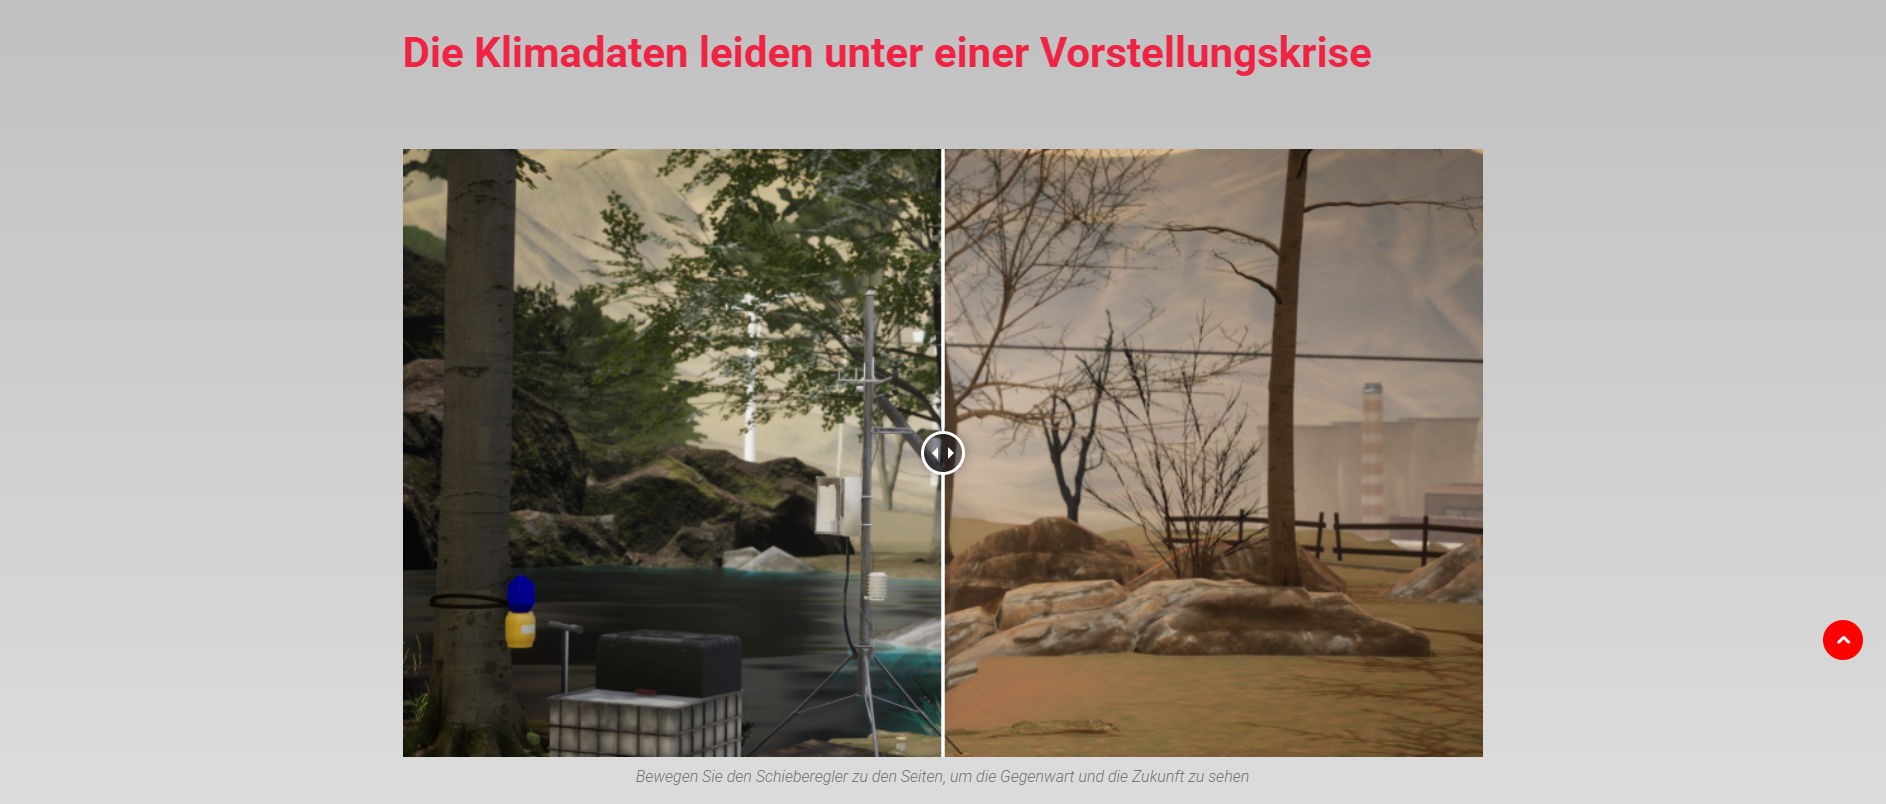 Die Klimadaten leiden unter einer Vorstellungskrise
Bewegen Sie den Schieberegler zu den Seiten, um die Gegenwart und die Zukunft zu sehen